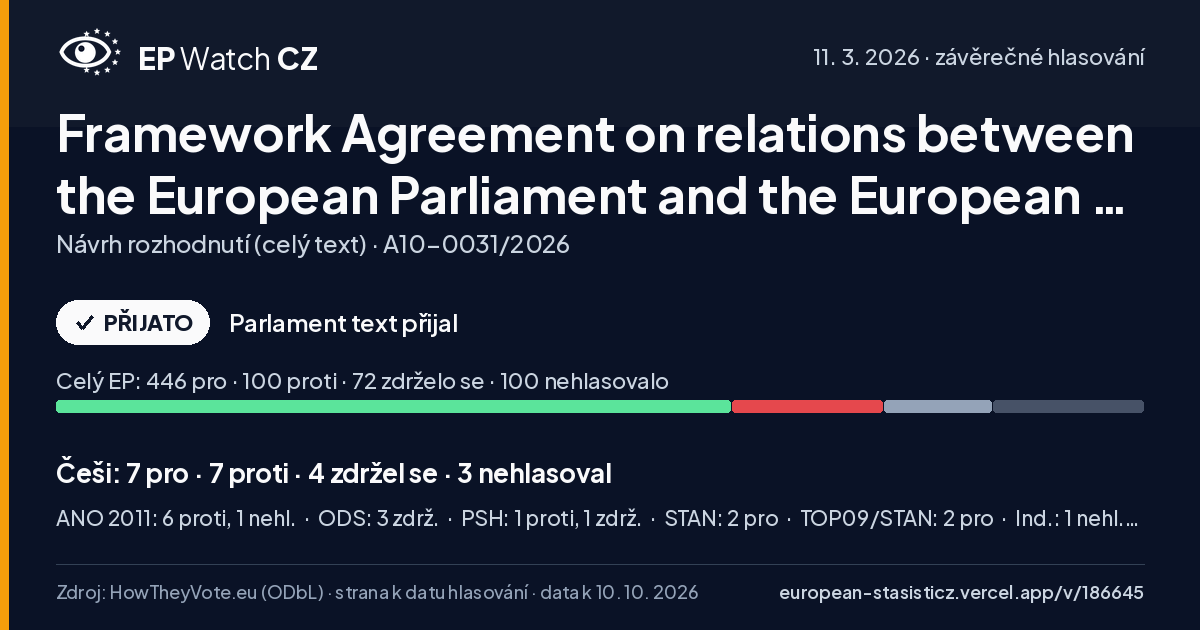 EP Watch CZ
11. 3. 2026 · závěrečné hlasování
Framework Agreement on relations between
the European Parliament and the European …
Návrh rozhodnutí (celý text) · A10-0031/2026
✓ PŘIJATO
Parlament text přijal
Celý EP: 446 pro · 100 proti · 72 zdrželo se · 100 nehlasovalo
Češi: 7 pro · 7 proti · 4 zdržel se · 3 nehlasoval
ANO 2011: 6 proti, 1 nehl. · ODS: 3 zdrž. · PSH: 1 proti, 1 zdrž. · STAN: 2 pro · TOP09/STAN: 2 pro · Ind.: 1 nehl.…
Zdroj: HowTheyVote.eu (ODbL) · strana k datu hlasování · data k 10. 10. 2026
european-stasisticz.vercel.app/v/186645